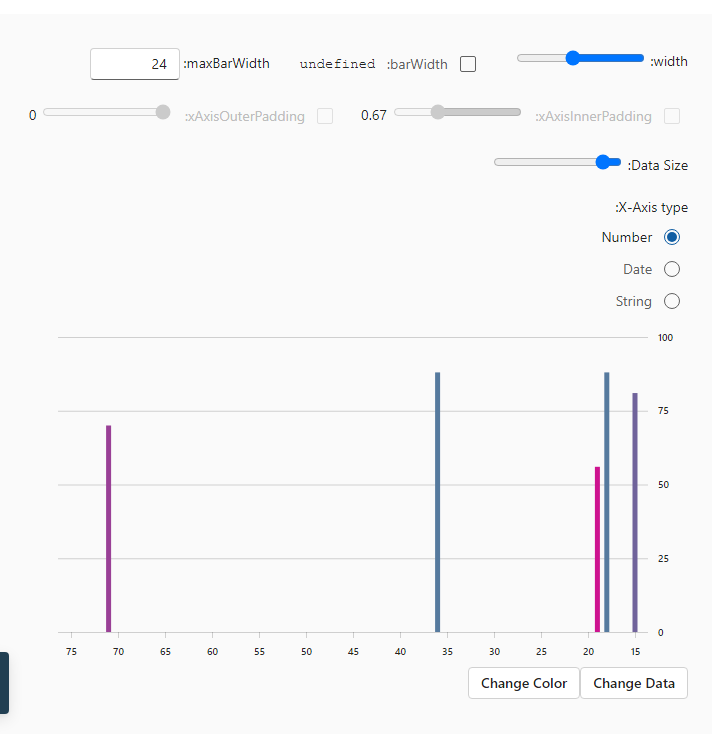 :width
:barWidth undefined
:maxBarWidth 24
:xAxisInnerPadding 0.67
:xAxisOuterPadding 0
:Data Size
:X-Axis type
Number
Date
String
100
75
50
25
0
75 70 65 60 55 50 45 40 35 30 25 20 15
Change Color Change Data